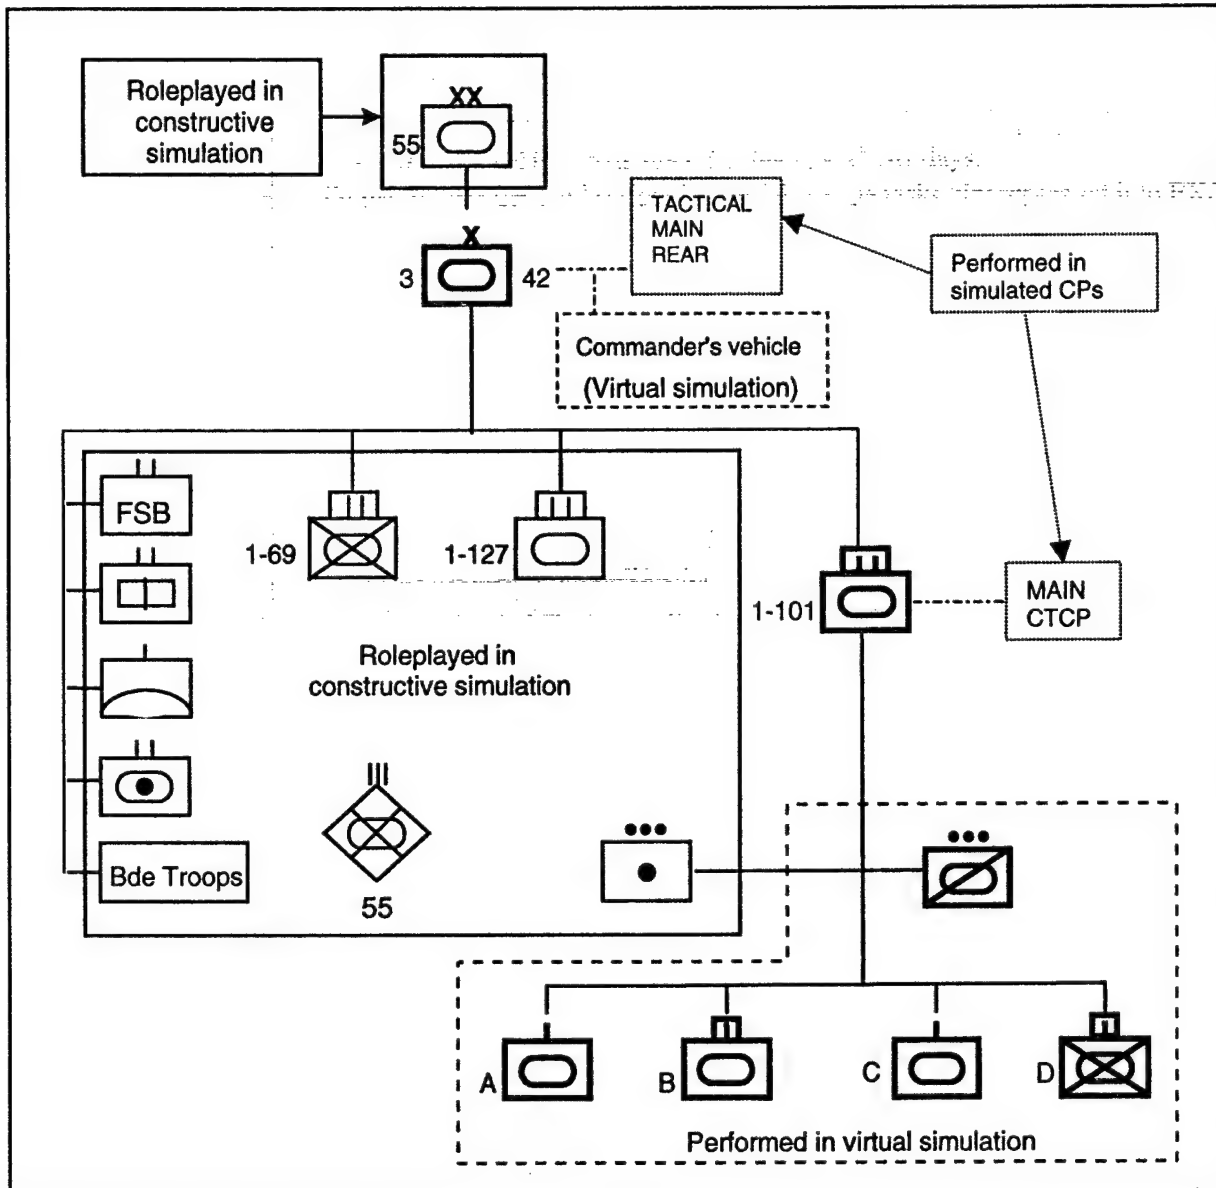 Roleplayed in
constructive
simulation
XX
55
X
3
42
TACTICAL
MAIN
REAR
Performed in
simulated CPs
Commander's vehicle
(Virtual simulation)
FSB
1-69
1-127
1-101
MAIN
CTCP
Roleplayed in
constructive simulation
Bde Troops
55
A
B
C
D
Performed in virtual simulation